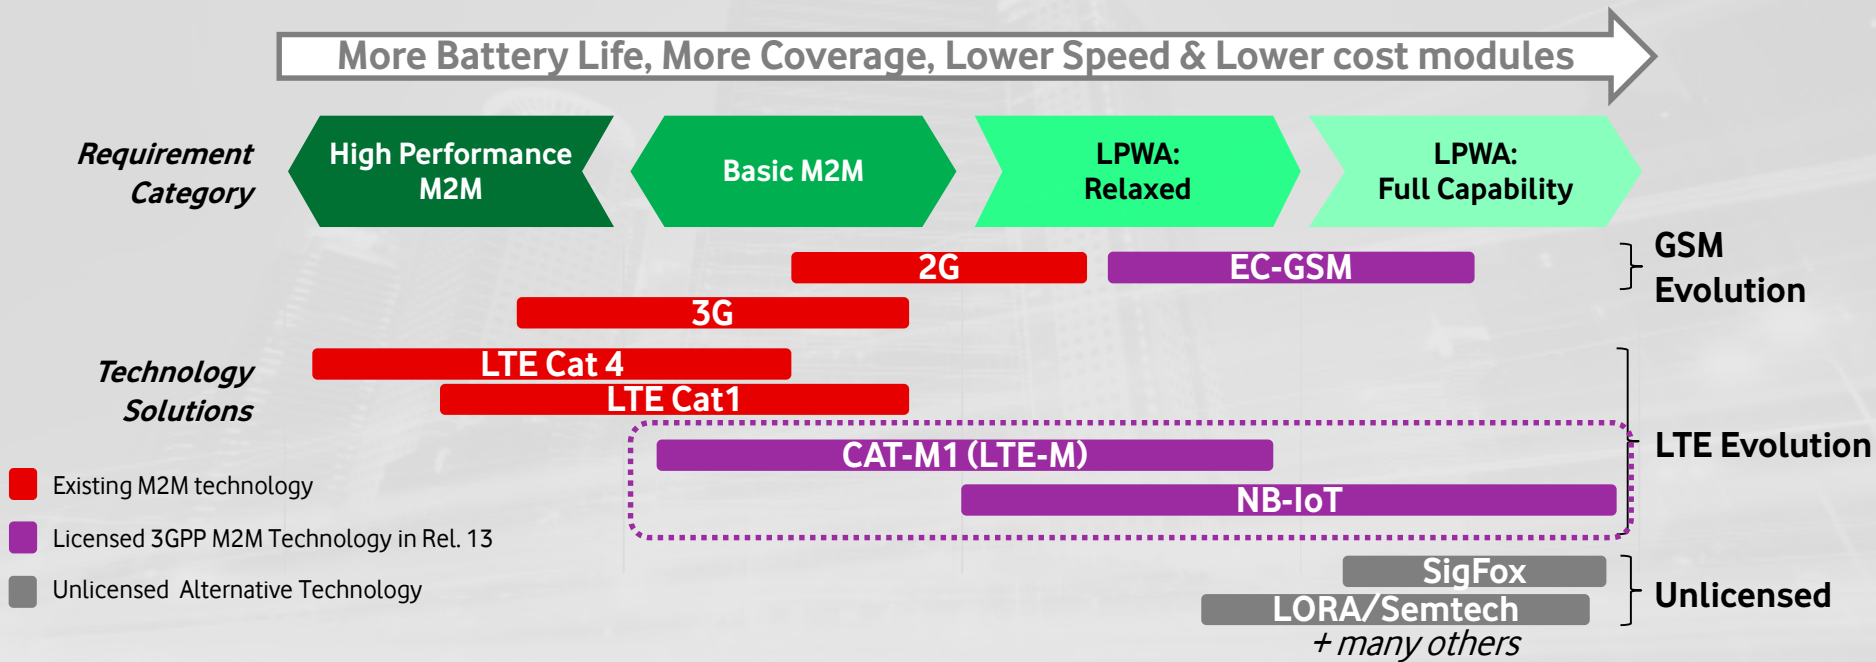 More Battery Life, More Coverage, Lower Speed & Lower cost modules
Requirement
Category
High Performance
M2M
Basic M2M
LPWA:
Relaxed
LPWA:
Full Capability
2G
EC-GSM
GSM
Evolution
3G
Technology
Solutions
LTE Cat 4
LTE Cat1
CAT-M1 (LTE-M)
NB-IoT
LTE Evolution
Existing M2M technology
Licensed 3GPP M2M Technology in Rel. 13
Unlicensed Alternative Technology
SigFox
LORA/Semtech
+ many others
Unlicensed